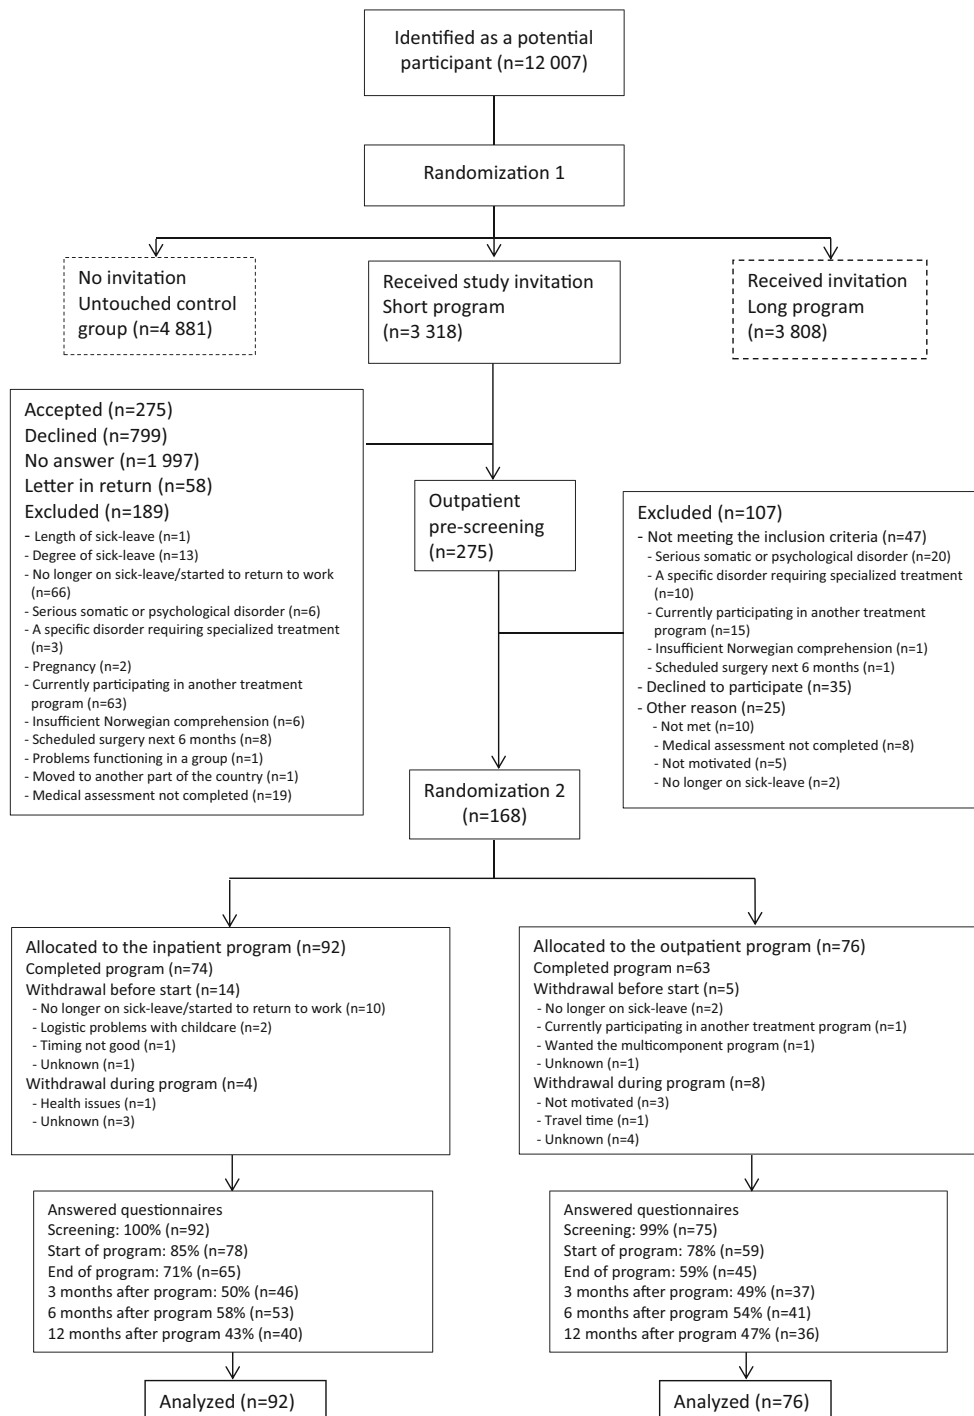 Identified as a potential
participant (n=12 007)
Randomization 1
No invitation
Untouched control
group (n=4 881)
Received study invitation
Short program
(n=3 318)
Received invitation
Long program
(n=3 808)
Accepted (n=275)
Declined (n=799)
No answer (n=1 997)
Letter in return (n=58)
Excluded (n=189)
- Length of sick-leave (n=1)
- Degree of sick-leave (n=13)
- No longer on sick-leave/started to return to work
(n=66)
- Serious somatic or psychological disorder (n=6)
- A specific disorder requiring specialized treatment
(n=3)
- Pregnancy (n=2)
- Currently participating in another treatment
program (n=63)
- Insufficient Norwegian comprehension (n=6)
- Scheduled surgery next 6 months (n=8)
- Problems functioning in a group (n=1)
- Moved to another part of the country (n=1)
- Medical assessment not completed (n=19)
Outpatient
pre-screening
(n=275)
Excluded (n=107)
- Not meeting the inclusion criteria (n=47)
- Serious somatic or psychological disorder (n=20)
- A specific disorder requiring specialized treatment
(n=10)
- Currently participating in another treatment
program (n=15)
- Insufficient Norwegian comprehension (n=1)
- Scheduled surgery next 6 months (n=1)
- Declined to participate (n=35)
- Other reason (n=25)
- Not met (n=10)
- Medical assessment not completed (n=8)
- Not motivated (n=5)
- No longer on sick-leave (n=2)
Randomization 2
(n=168)
Allocated to the inpatient program (n=92)
Completed program (n=74)
Withdrawal before start (n=14)
- No longer on sick-leave/started to return to work (n=10)
- Logistic problems with childcare (n=2)
- Timing not good (n=1)
- Unknown (n=1)
Withdrawal during program (n=4)
- Health issues (n=1)
- Unknown (n=3)
Allocated to the outpatient program (n=76)
Completed program n=63
Withdrawal before start (n=5)
- No longer on sick-leave (n=2)
- Currently participating in another treatment program (n=1)
- Wanted the multicomponent program (n=1)
- Unknown (n=1)
Withdrawal during program (n=8)
- Not motivated (n=3)
- Travel time (n=1)
- Unknown (n=4)
Answered questionnaires
Screening: 100% (n=92)
Start of program: 85% (n=78)
End of program: 71% (n=65)
3 months after program: 50% (n=46)
6 months after program 58% (n=53)
12 months after program 43% (n=40)
Answered questionnaires
Screening: 99% (n=75)
Start of program: 78% (n=59)
End of program: 59% (n=45)
3 months after program: 49% (n=37)
6 months after program 54% (n=41)
12 months after program 47% (n=36)
Analyzed (n=92)
Analyzed (n=76)